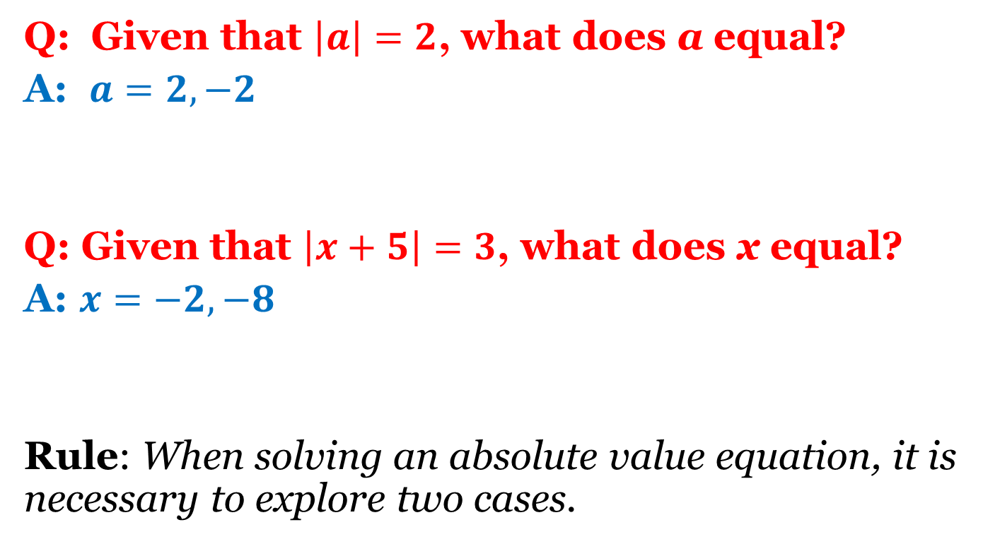 Q: Given that |a| = 2, what does a equal?
A: a = 2, −2
Q: Given that |x + 5| = 3, what does x equal?
A: x = −2, −8
Rule: When solving an absolute value equation, it is
necessary to explore two cases.